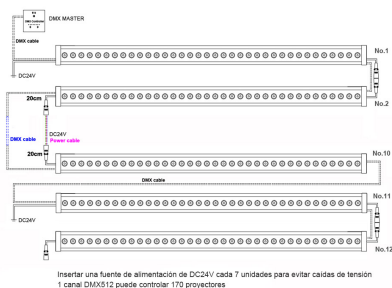 DMX Controller
DMX MASTER
DMX cable
No.1
DC24V
20cm
No.2
DMX cable
DC24V
Power cable
20cm
No.10
DMX cable
No.11
DC24V
No.12
Insertar una fuente de alimentación de DC24V cada 7 unidades para evitar caídas de tensión
1 canal DMX512 puede controlar 170 proyectores